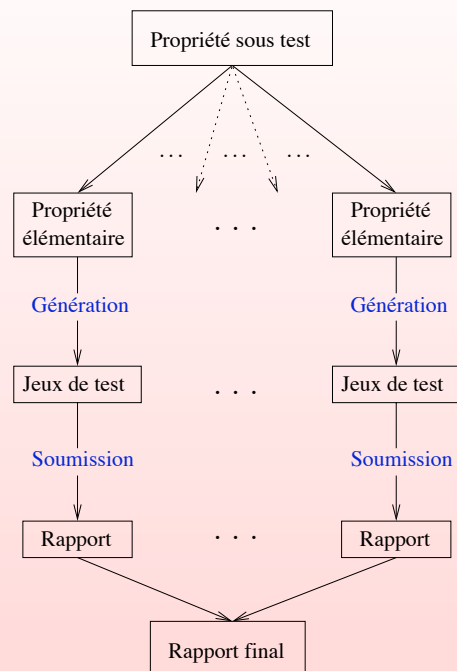 Propriété sous test
... ... ...
Propriété
élémentaire
. . .
Propriété
élémentaire
Génération
Génération
Jeux de test
. . .
Jeux de test
Soumission
Soumission
Rapport
. . .
Rapport
Rapport final